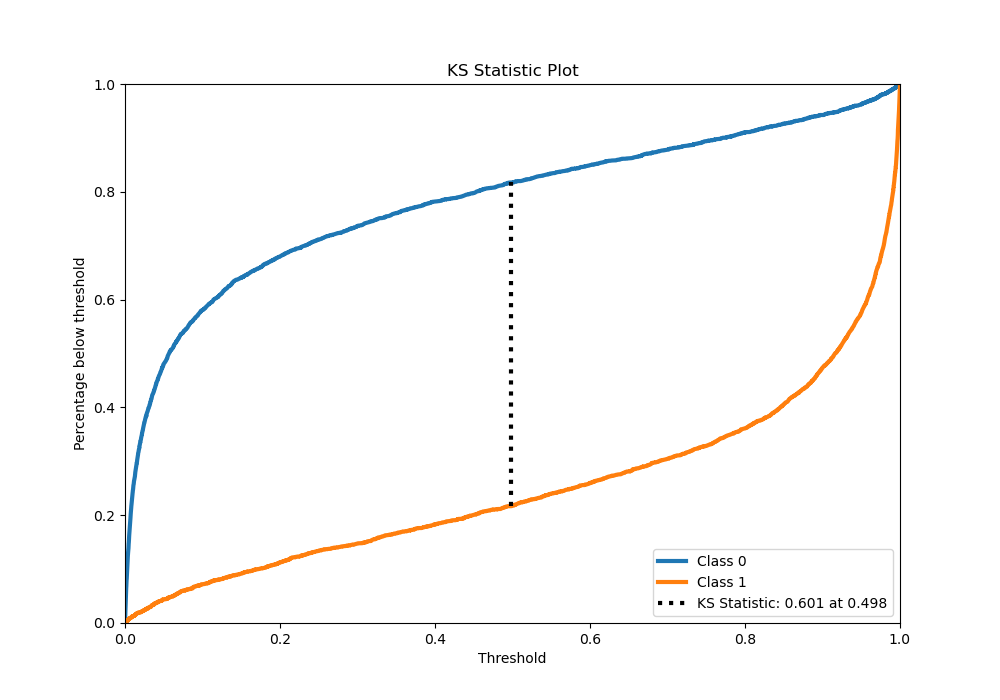 KS Statistic Plot
1.0
0.8
0.6
0.4
0.2
0.0
Percentage below threshold
0.0 0.2 0.4 0.6 0.8 1.0
Threshold
Class 0
Class 1
KS Statistic: 0.601 at 0.498